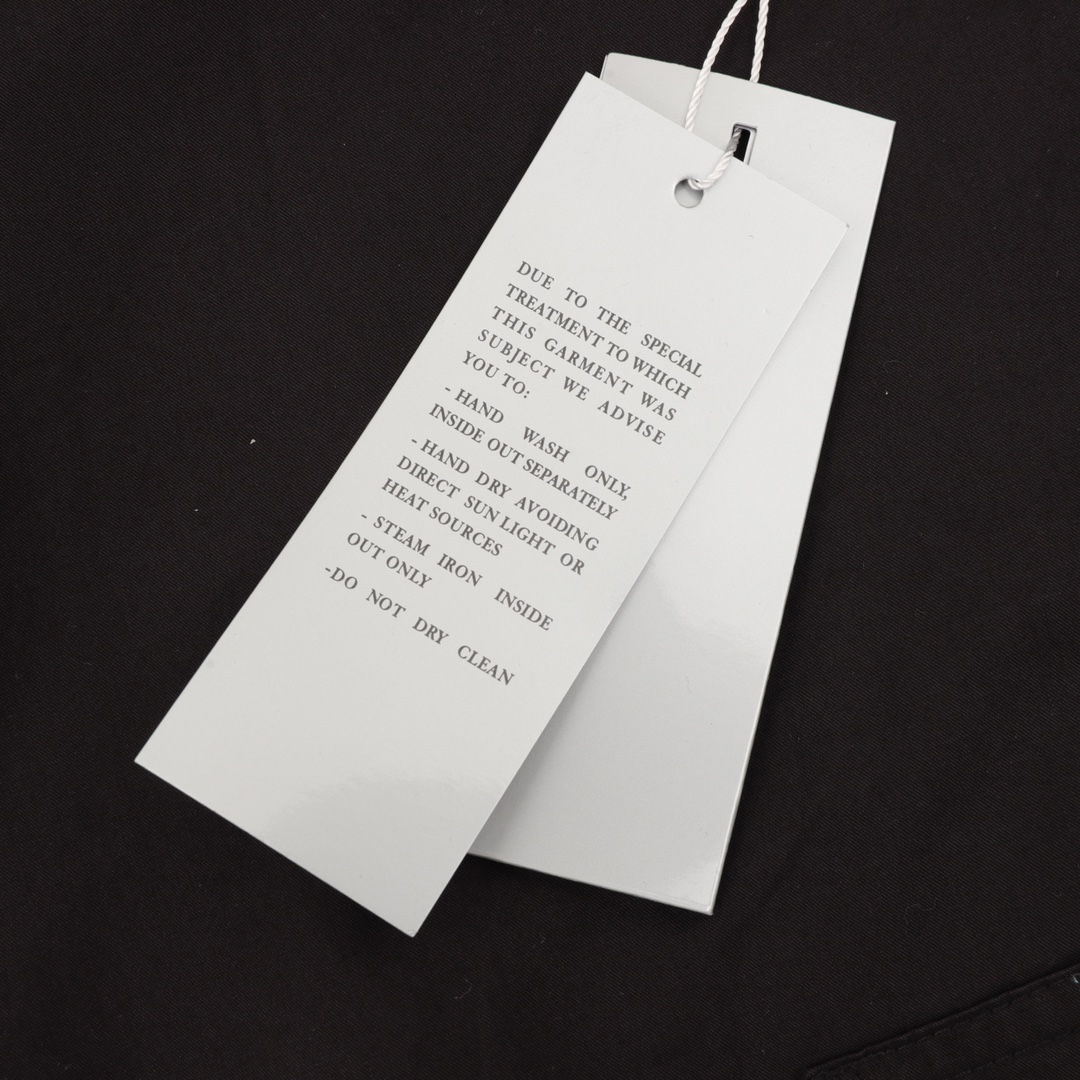 DUE TO THE SPECIAL
TREATMENT TO WHICH
THIS GARMENT WAS
SUBJECT WE ADVISE
YOU TO:
- HAND WASH ONLY,
INSIDE OUT SEPARATELY
- HAND DRY AVOIDING
DIRECT SUN LIGHT OR
HEAT SOURCES
- STEAM IRON INSIDE
OUT ONLY
-DO NOT DRY CLEAN